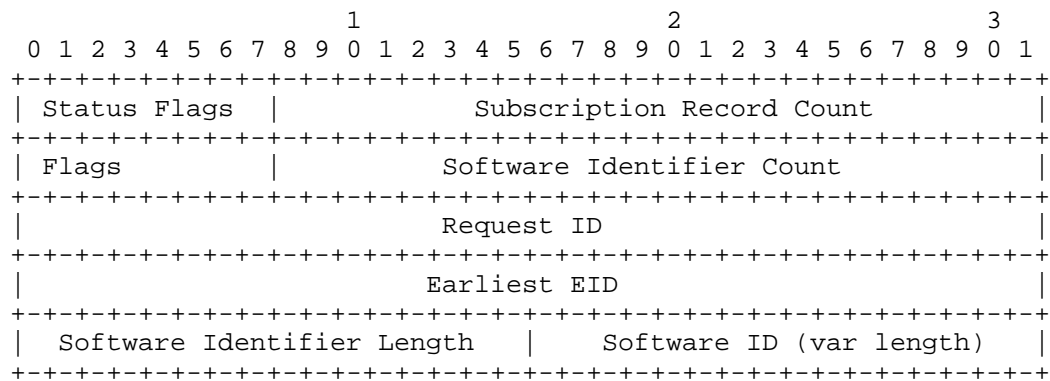 1                   2                   3
 0 1 2 3 4 5 6 7 8 9 0 1 2 3 4 5 6 7 8 9 0 1 2 3 4 5 6 7 8 9 0 1
+-+-+-+-+-+-+-+-+-+-+-+-+-+-+-+-+-+-+-+-+-+-+-+-+-+-+-+-+-+-+-+-+
| Status Flags  |            Subscription Record Count          |
+-+-+-+-+-+-+-+-+-+-+-+-+-+-+-+-+-+-+-+-+-+-+-+-+-+-+-+-+-+-+-+-+
| Flags         |          Software Identifier Count            |
+-+-+-+-+-+-+-+-+-+-+-+-+-+-+-+-+-+-+-+-+-+-+-+-+-+-+-+-+-+-+-+-+
|                          Request ID                           |
+-+-+-+-+-+-+-+-+-+-+-+-+-+-+-+-+-+-+-+-+-+-+-+-+-+-+-+-+-+-+-+-+
|                         Earliest EID                          |
+-+-+-+-+-+-+-+-+-+-+-+-+-+-+-+-+-+-+-+-+-+-+-+-+-+-+-+-+-+-+-+-+
|  Software Identifier Length   |    Software ID (var length)   |
+-+-+-+-+-+-+-+-+-+-+-+-+-+-+-+-+-+-+-+-+-+-+-+-+-+-+-+-+-+-+-+-+